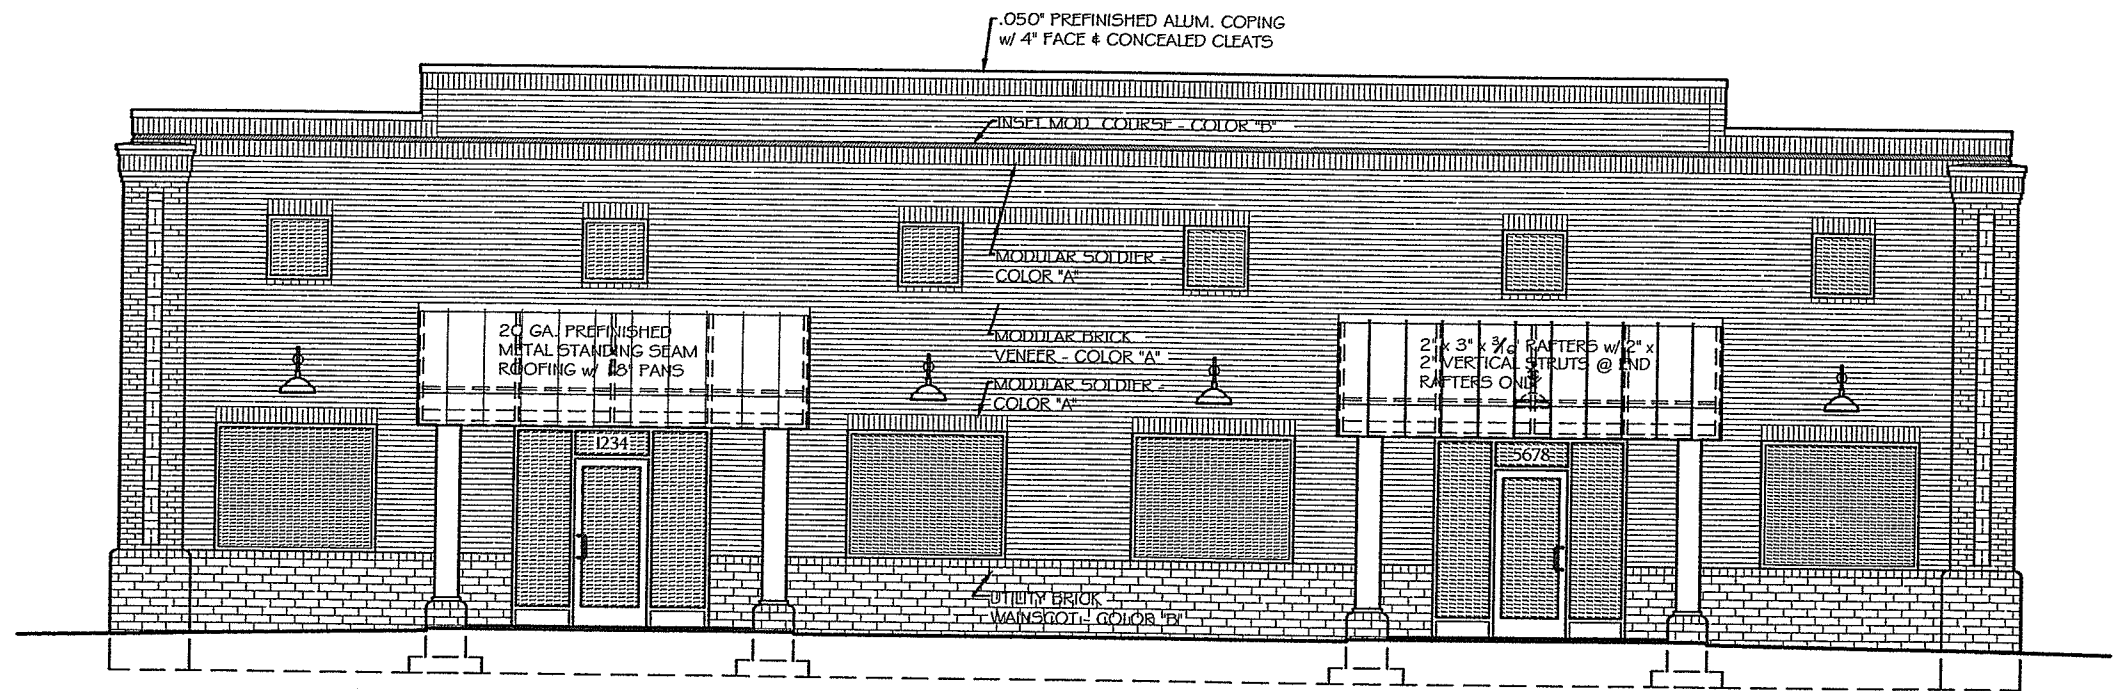 .050" PREFINISHED ALUM. COPING
w/ 4" FACE & CONCEALED CLEATS
INSET MOD. COURSE - COLOR "B"
MODULAR SOLDIER -
COLOR "A"
20 GA. PREFINISHED
METAL STANDING SEAM
ROOFING w/ 18" PANS
MODULAR BRICK
VENEER - COLOR "A"
MODULAR SOLDIER -
COLOR "A"
2" x 3" x 3/16" RAFTERS w/ 2" x
2" VERTICAL STRUTS @ END
RAFTERS ONLY
1234
5678
UTILITY BRICK
WAINSCOT - COLOR "B"